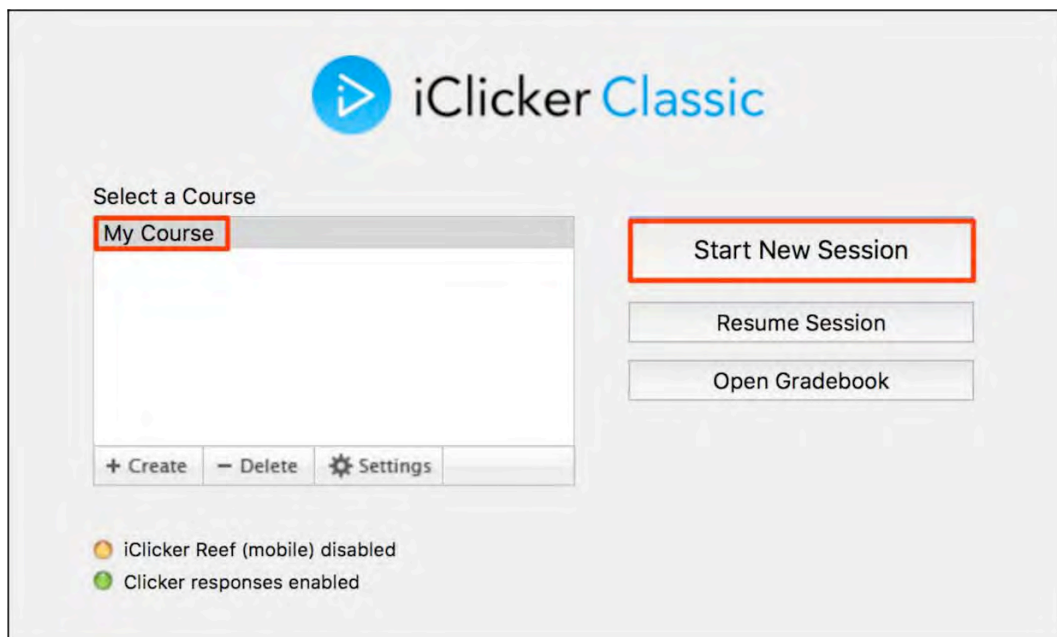 iClicker Classic
Select a Course
My Course
Start New Session
Resume Session
Open Gradebook
+ Create
− Delete
Settings
iClicker Reef (mobile) disabled
Clicker responses enabled